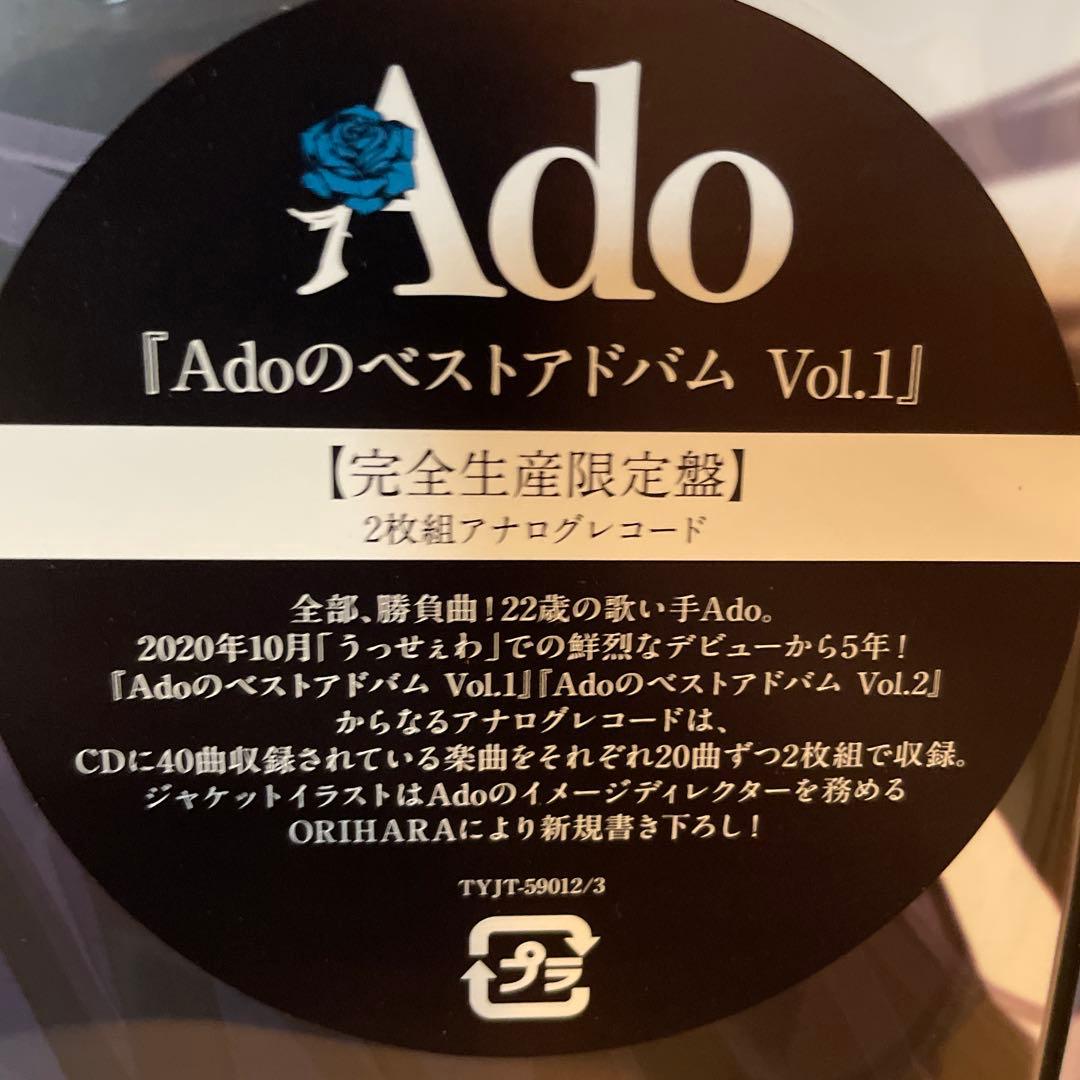 Ado
『Adoのベストアドバム Vol.1』
【完全生産限定盤】
2枚組アナログレコード
全部、勝負曲！22歳の歌い手Ado。
2020年10月「うっせぇわ」での鮮烈なデビューから5年！
『Adoのベストアドバム Vol.1』『Adoのベストアドバム Vol.2』
からなるアナログレコードは、
CDに40曲収録されている楽曲をそれぞれ20曲ずつ2枚組で収録。
ジャケットイラストはAdoのイメージディレクターを務める
ORIHARAにより新規書き下ろし！
TYJT-59012/3
プラ